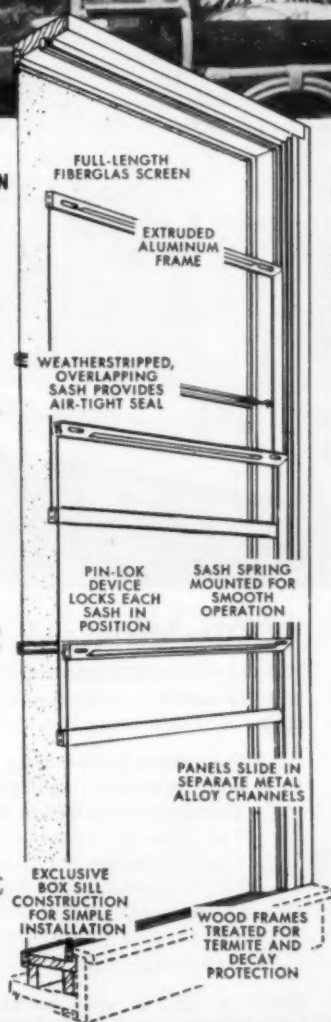 FULL-LENGTH
FIBERGLAS SCREEN
N
EXTRUDED
ALUMINUM
FRAME
WEATHERSTRIPPED,
OVERLAPPING
SASH PROVIDES
AIR-TIGHT SEAL
PIN-LOK
DEVICE
LOCKS EACH
SASH IN
POSITION
SASH SPRING
MOUNTED FOR
SMOOTH
OPERATION
PANELS SLIDE IN
SEPARATE METAL
ALLOY CHANNELS
EXCLUSIVE
BOX SILL
CONSTRUCTION
FOR SIMPLE
INSTALLATION
WOOD FRAMES
TREATED FOR
TERMITE AND
DECAY
PROTECTION